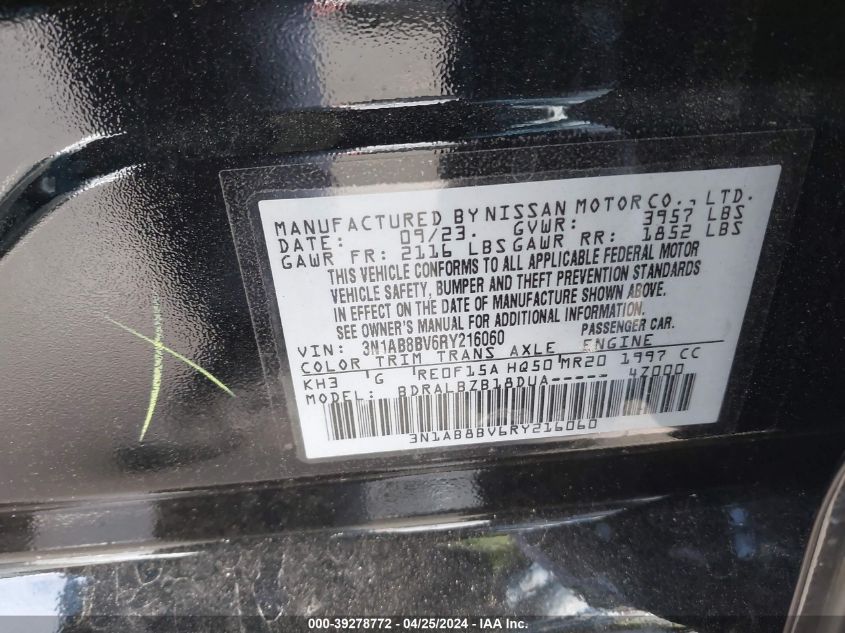 MANUFACTURED BY NISSAN MOTOR CO., LTD.
DATE: 09/23. GVWR: 3957 LBS
GAWR FR: 2116 LBS GAWR RR: 1852 LBS
THIS VEHICLE CONFORMS TO ALL APPLICABLE FEDERAL MOTOR
VEHICLE SAFETY, BUMPER AND THEFT PREVENTION STANDARDS
IN EFFECT ON THE DATE OF MANUFACTURE SHOWN ABOVE.
SEE OWNER'S MANUAL FOR ADDITIONAL INFORMATION.
VIN: 3N1AB8BV6RY216060 PASSENGER CAR.
COLOR TRIM TRANS AXLE ENGINE
KH3 G RE0F15A HQ50 MR20 1997 CC
MODEL: BDRALBZB18DUA----- 4Z000
3N1AB8BV6RY216060
000-39278772 - 04/25/2024 - IAA Inc.